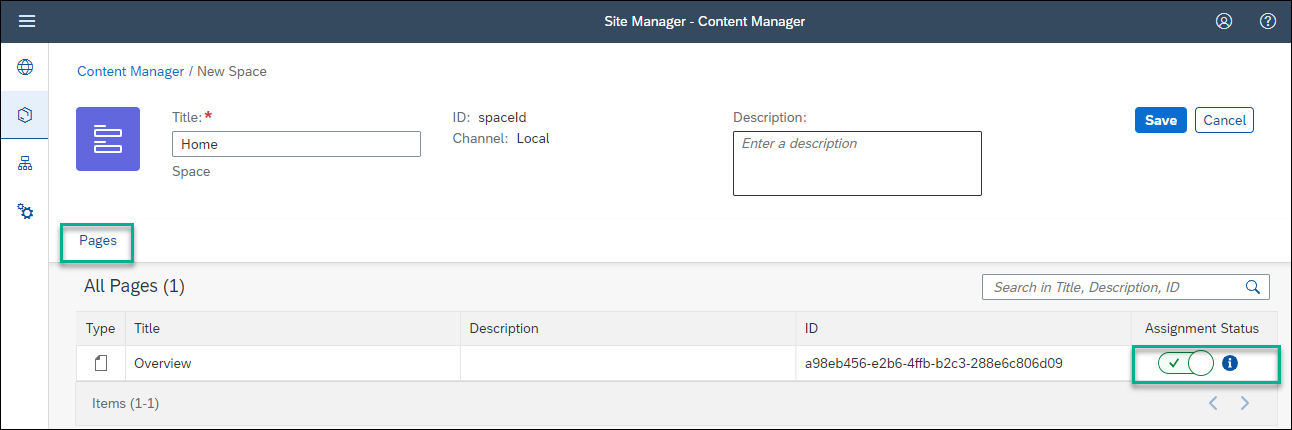 Site Manager - Content Manager
Content Manager / New Space
Title:*
Home
Space
ID: spaceId
Channel: Local
Description:
Enter a description
Save
Cancel
Pages
All Pages (1)
Search in Title, Description, ID
Type Title Description ID Assignment Status
Overview a98eb456-e2b6-4ffb-b2c3-288e6c806d09
Items (1-1)